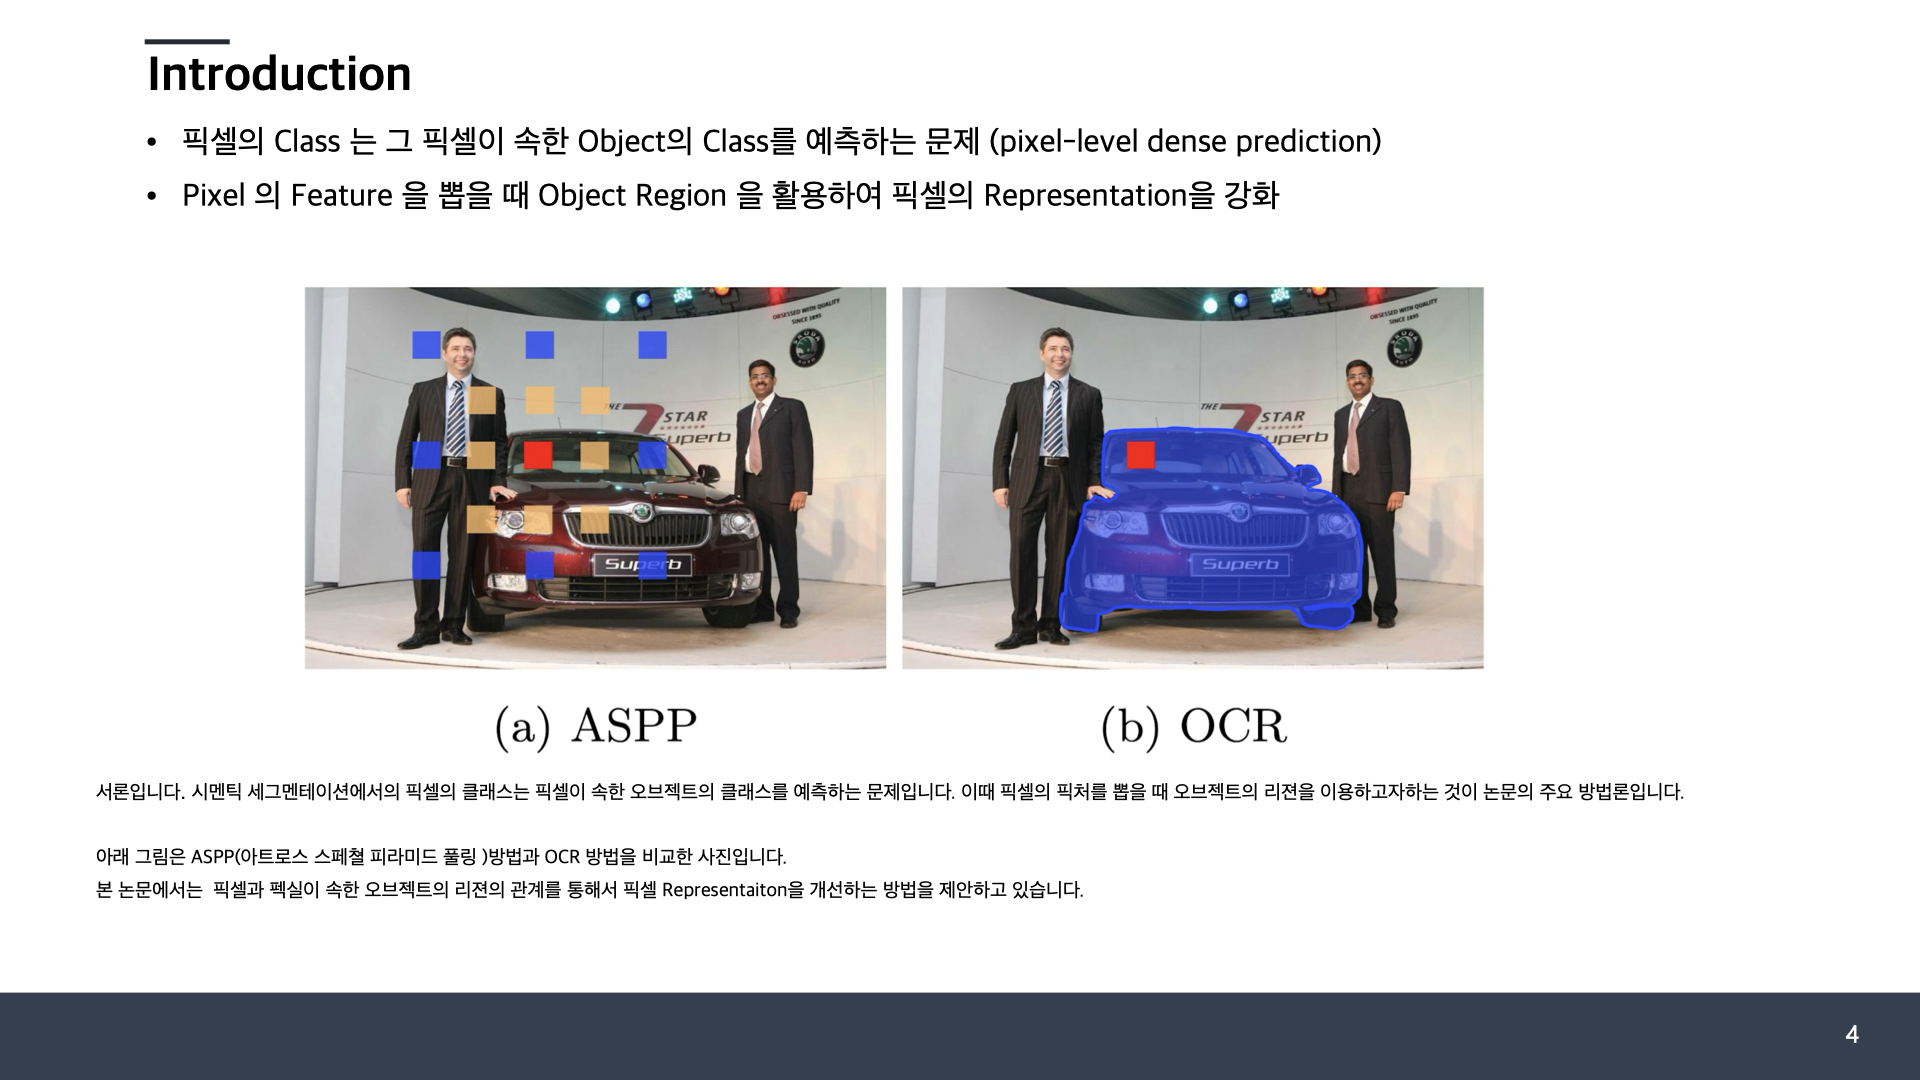 Introduction
• 픽셀의 Class 는 그 픽셀이 속한 Object의 Class를 예측하는 문제 (pixel-level dense prediction)
• Pixel 의 Feature 을 뽑을 때 Object Region 을 활용하여 픽셀의 Representation을 강화
OBSESSED WITH QUALITY
SINCE 1895
THE 7 STAR
Superb
Superb
OBSESSED WITH QUALITY
SINCE 1895
THE 7 STAR
Superb
Superb
(a) ASPP
(b) OCR
서론입니다. 시멘틱 세그멘테이션에서의 픽셀의 클래스는 픽셀이 속한 오브젝트의 클래스를 예측하는 문제입니다. 이때 픽셀의 픽처를 뽑을 때 오브젝트의 리젼을 이용하고자하는 것이 논문의 주요 방법론입니다.
아래 그림은 ASPP(아트로스 스페쳘 피라미드 풀링 )방법과 OCR 방법을 비교한 사진입니다.
본 논문에서는  픽셀과 펙실이 속한 오브젝트의 리젼의 관계를 통해서 픽셀 Representaiton을 개선하는 방법을 제안하고 있습니다.
4